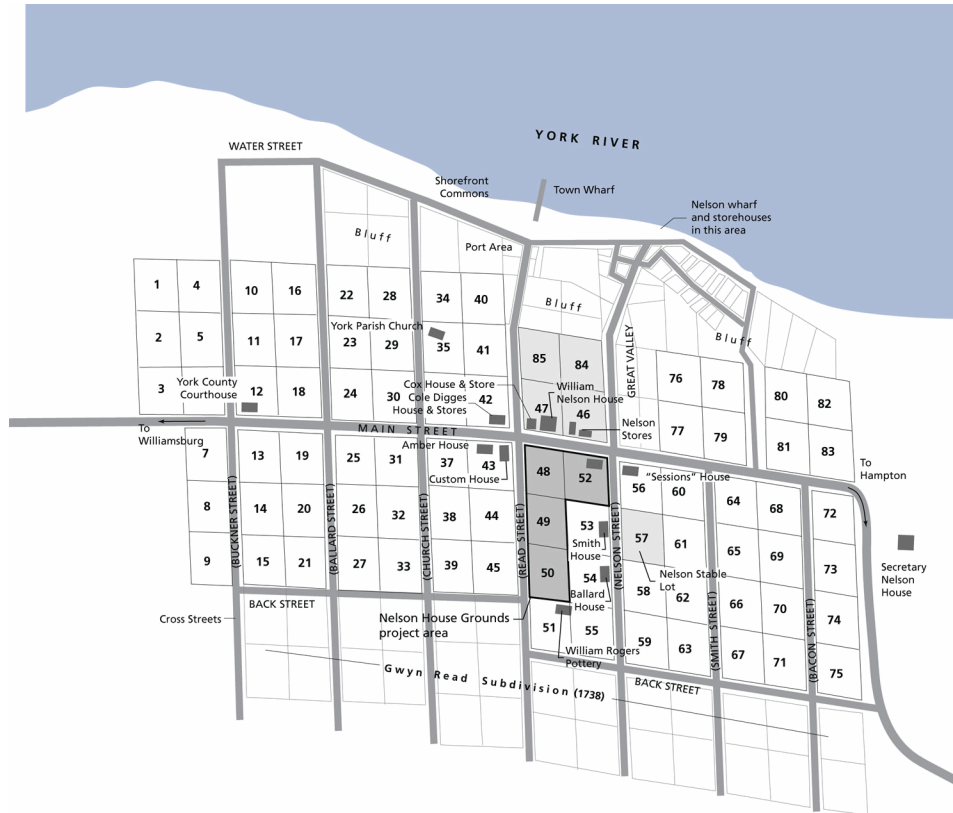 YORK RIVER
WATER STREET
Shorefront
Commons
Town Wharf
Nelson wharf
and storehouses
in this area
Bluff
Port Area
1
4
10
16
22
28
34
40
Bluff
2
5
11
17
23
29
York Parish Church
35
41
85
84
GREAT VALLEY
Bluff
76
78
3
York County
Courthouse
12
18
24
30
Cox House & Store
Cole Digges
House & Stores
42
47
William
Nelson House
46
Nelson
Stores
77
79
80
82
81
83
To
Williamsburg
MAIN STREET
To
Hampton
7
13
19
25
31
Amber House
37
43
Custom House
48
52
56
"Sessions" House
60
64
68
72
8
(BUCKNER STREET)
14
20
(BALLARD STREET)
26
32
(CHURCH STREET)
38
44
(READ STREET)
49
53
Smith
House
(NELSON STREET)
57
61
Nelson Stable
Lot
65
69
73
Secretary
Nelson
House
9
15
21
27
33
39
45
50
54
Ballard
House
58
62
(SMITH STREET)
66
70
(BACON STREET)
74
BACK STREET
Cross Streets
Nelson House Grounds
project area
51
55
William Rogers
Pottery
59
63
67
71
75
Gwyn Read Subdivision (1738)
BACK STREET